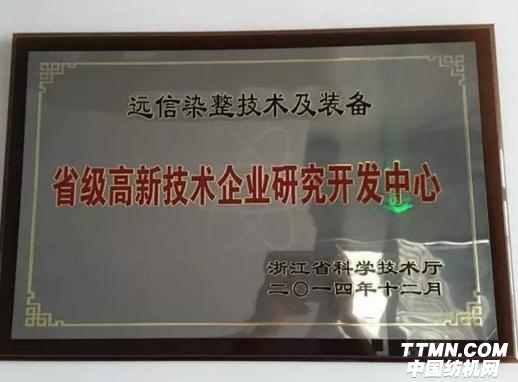 远信染整技术及装备
省级高新技术企业研究开发中心
浙江省科学技术厅
二〇一四年十二月
TTMN.COM
中国纺机网